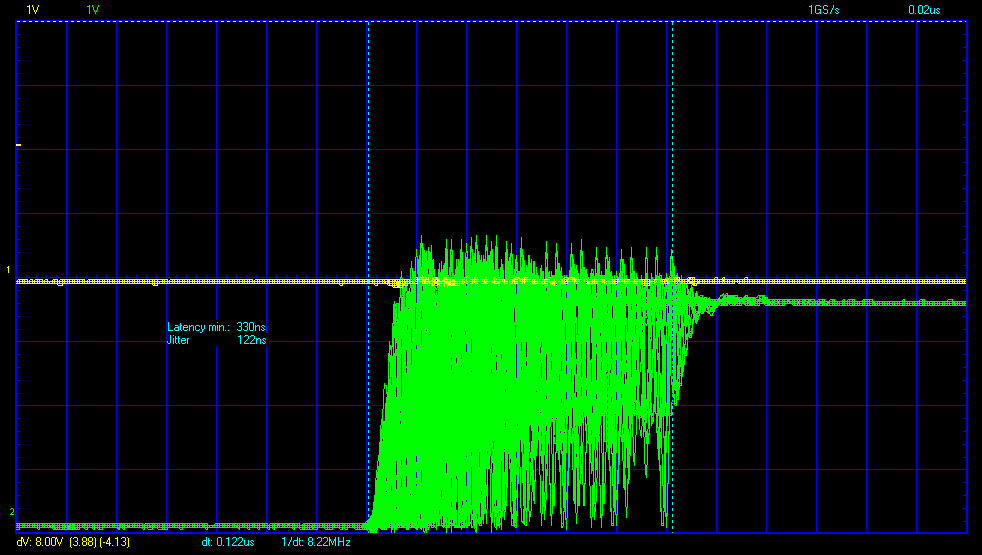 1V 1V 1GS/s 0.02us
1
Latency min.: 330ns
Jitter 122ns
2
dV: 8.00V (3.88) (-4.13) dt: 0.122us 1/dt: 8.22MHz